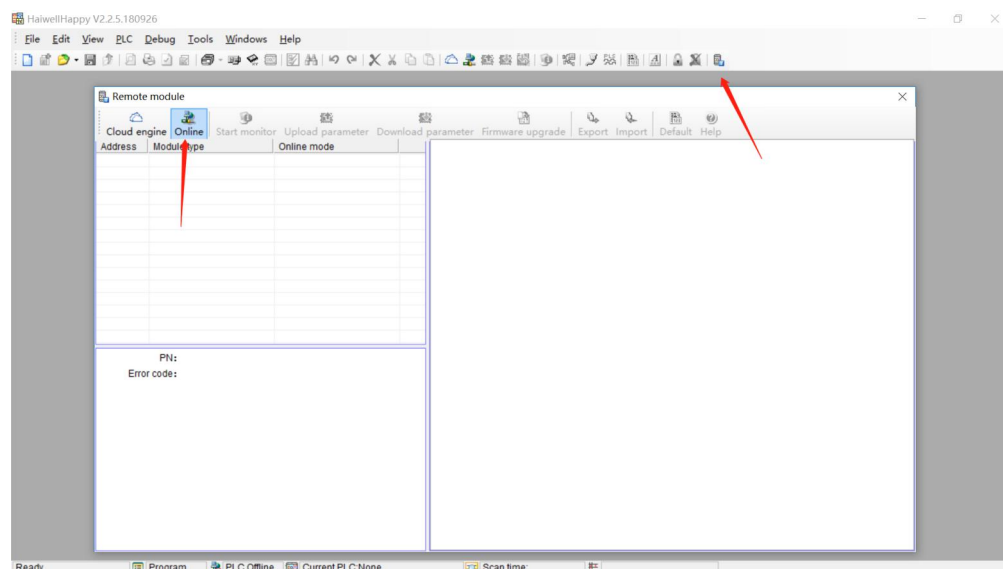 HaiwellHappy V2.2.5.180926
File Edit View PLC Debug Tools Windows Help
Remote module
Cloud engine Online Start monitor Upload parameter Download parameter Firmware upgrade Export Import Default Help
Address Module type Online mode
PN:
Error code:
Ready Program PLC Offline Current PLC:None Scan time: